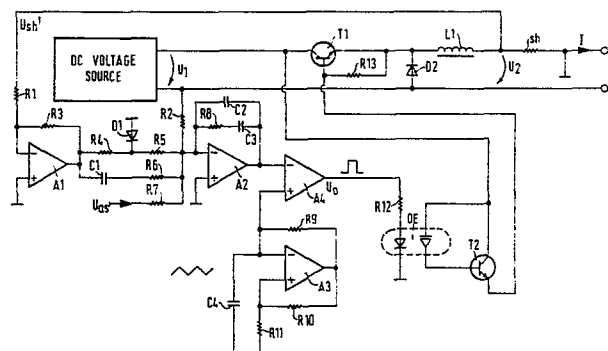 Ush'
DC VOLTAGE
SOURCE
U1
T1
L1
sh
I
R13
D2
U2
R1
R2
R3
D1
R4
R5
R8
C2
C3
A1
C1
R6
R7
Uas
A2
A4
U0
R12
OE
T2
R9
A3
C4
R10
R11